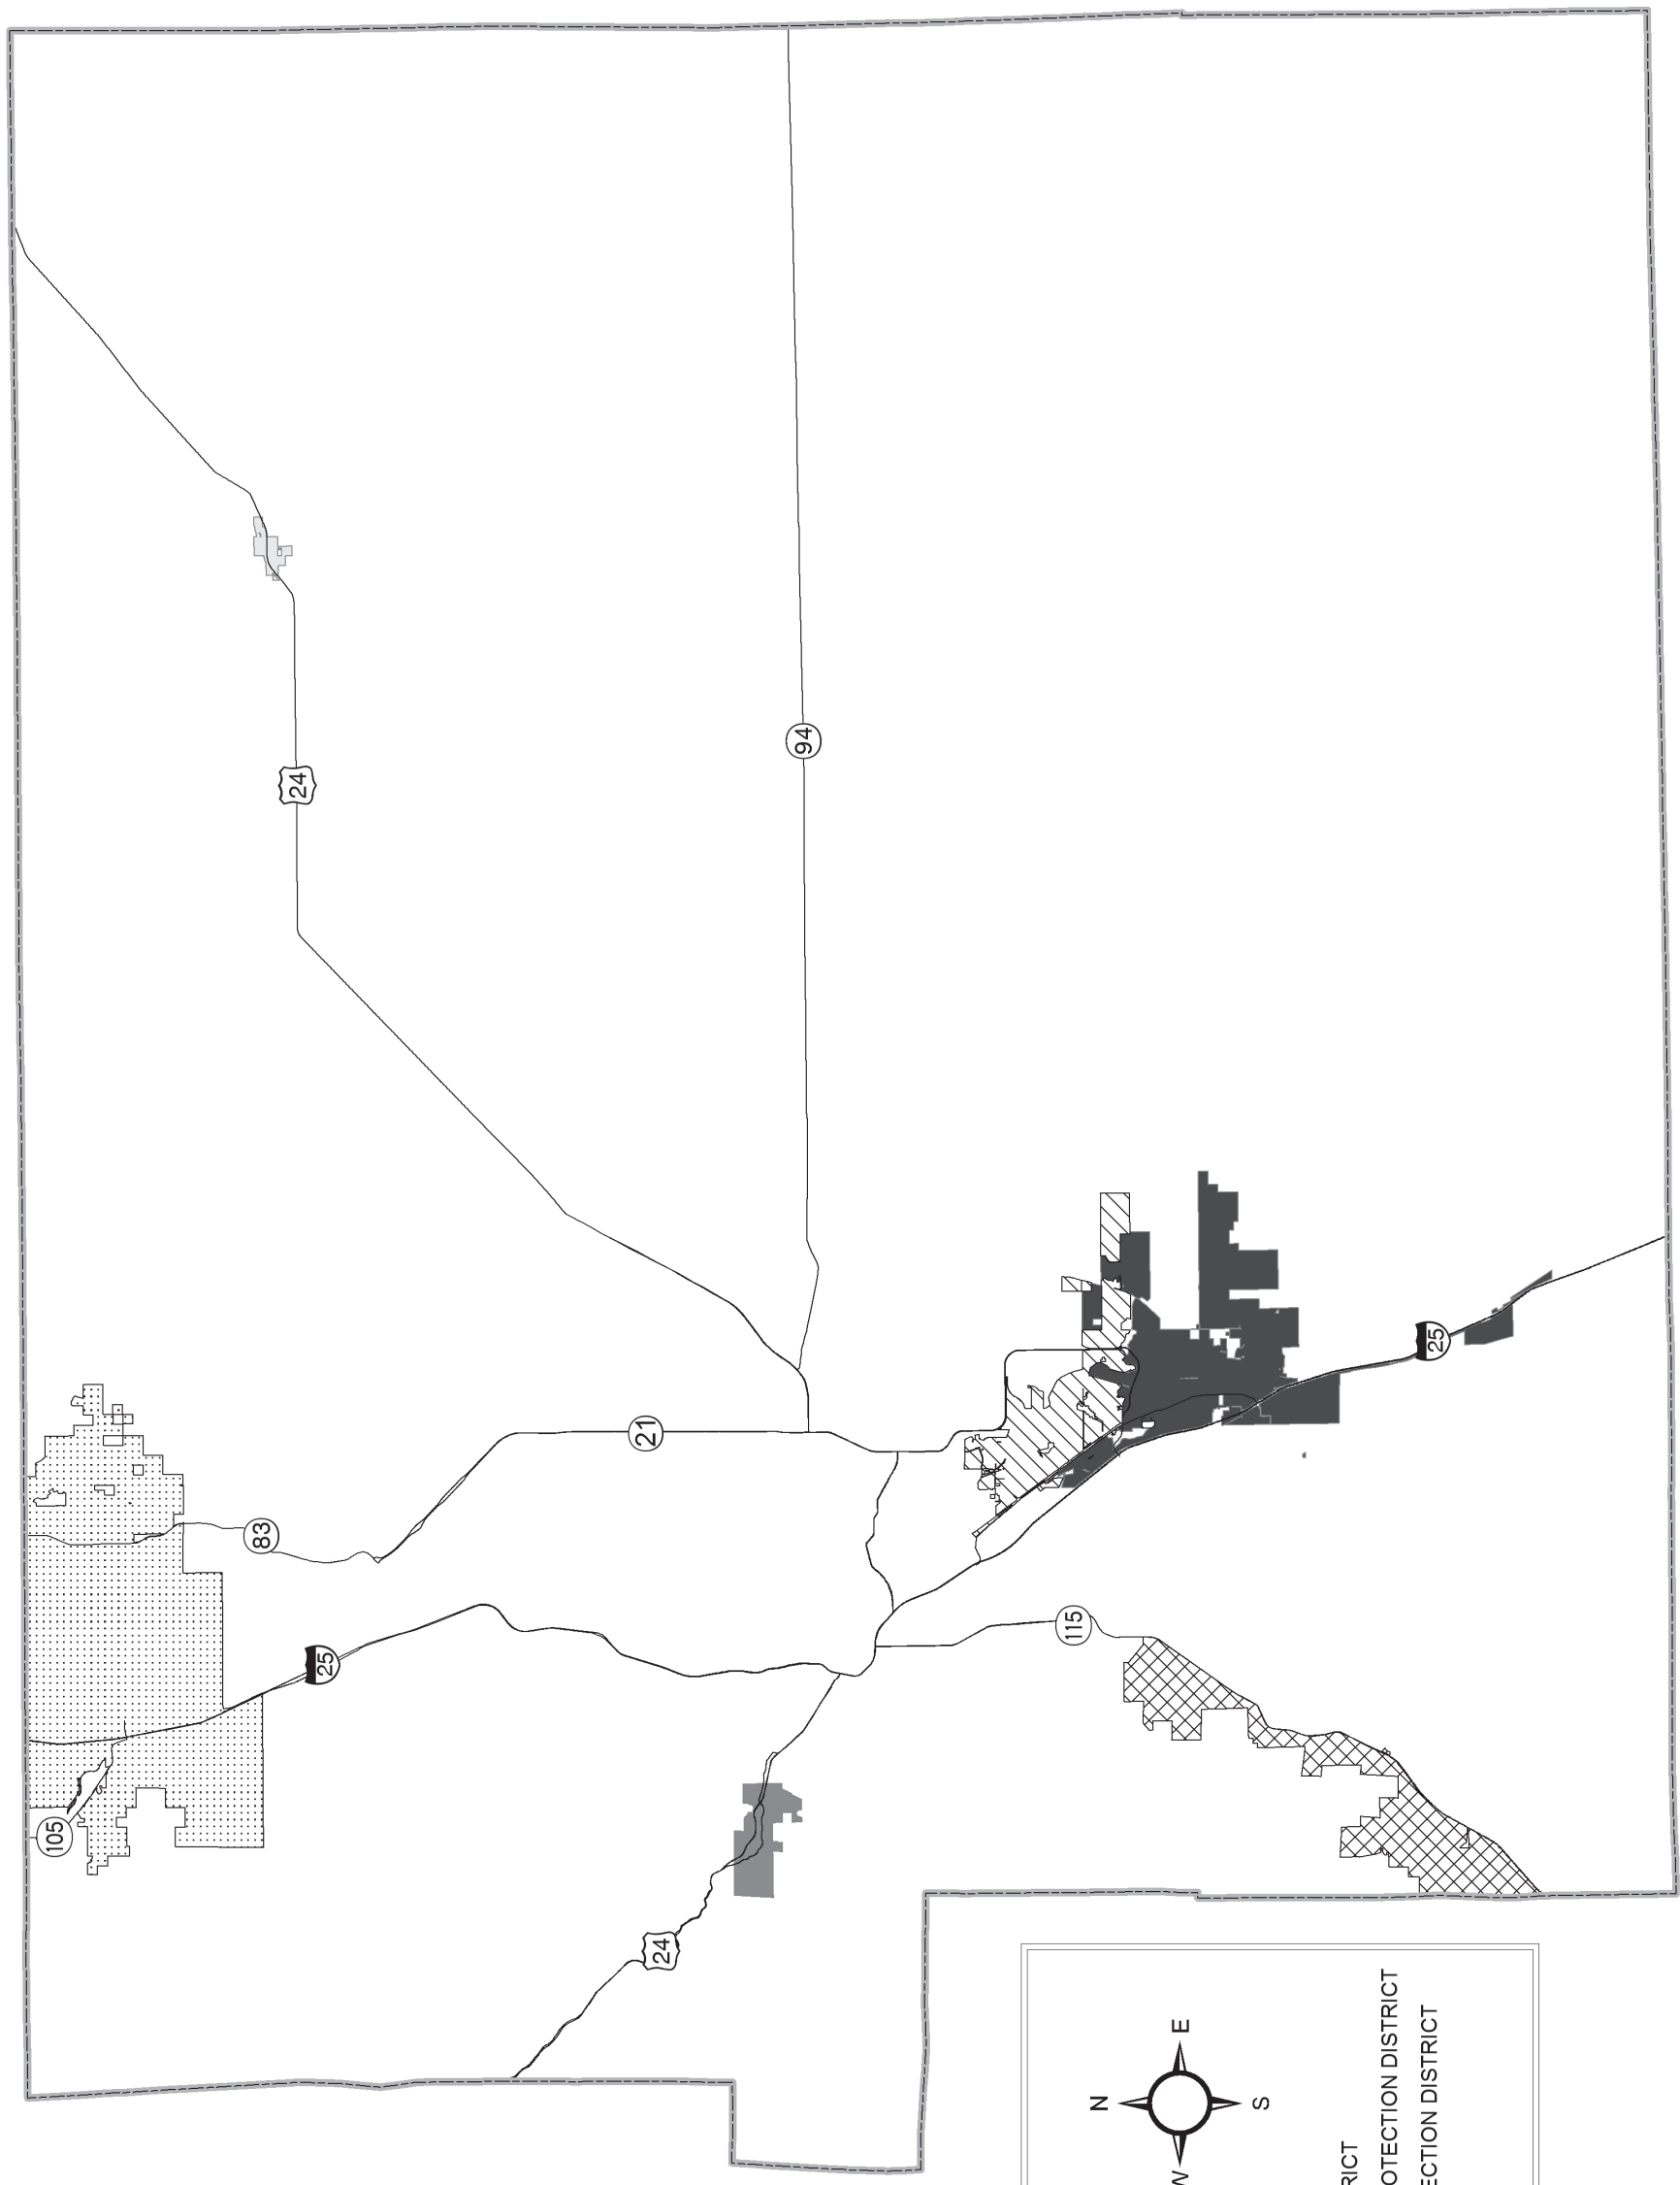 24
94
21
83
25
105
24
115
25
N
W
E
S
RICT
OTECTION DISTRICT
ECTION DISTRICT